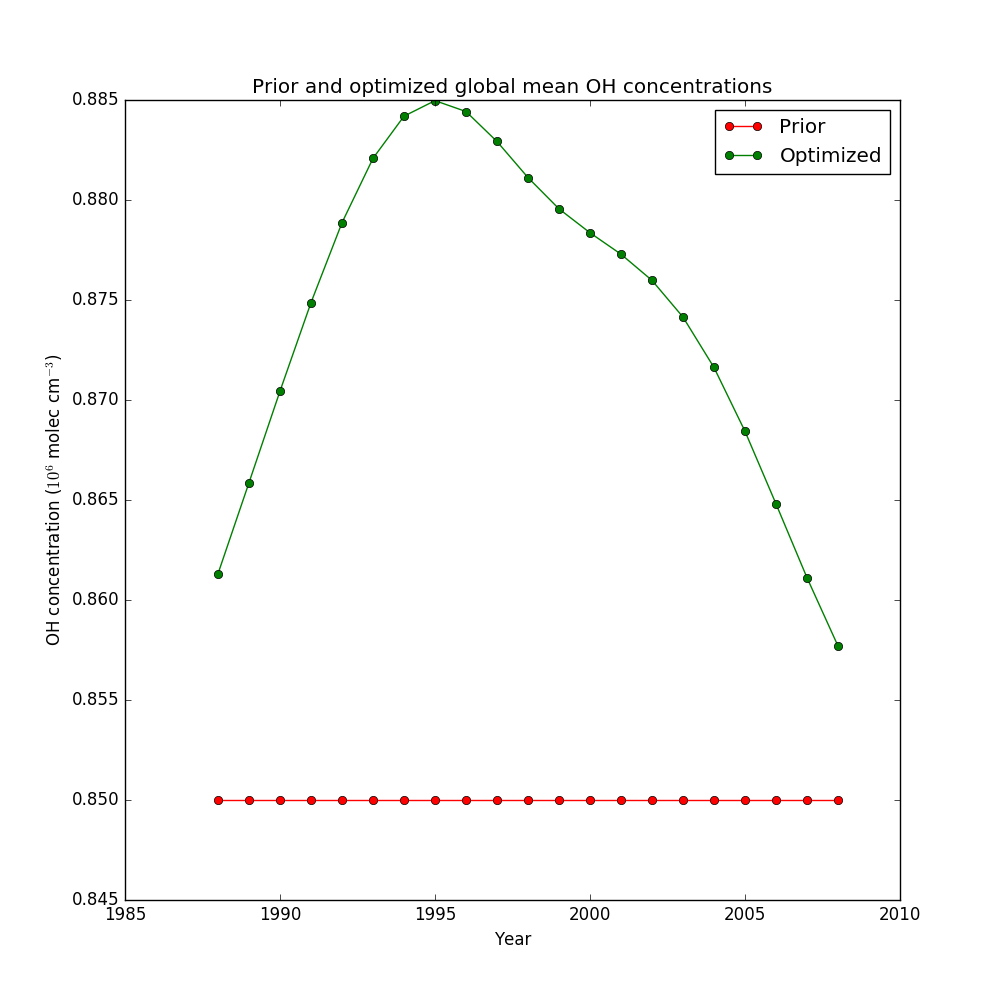 Prior and optimized global mean OH concentrations
Prior
Optimized
0.885
0.880
0.875
0.870
0.865
0.860
0.855
0.850
0.845
OH concentration (10⁶ molec cm⁻³)
1985 1990 1995 2000 2005 2010
Year